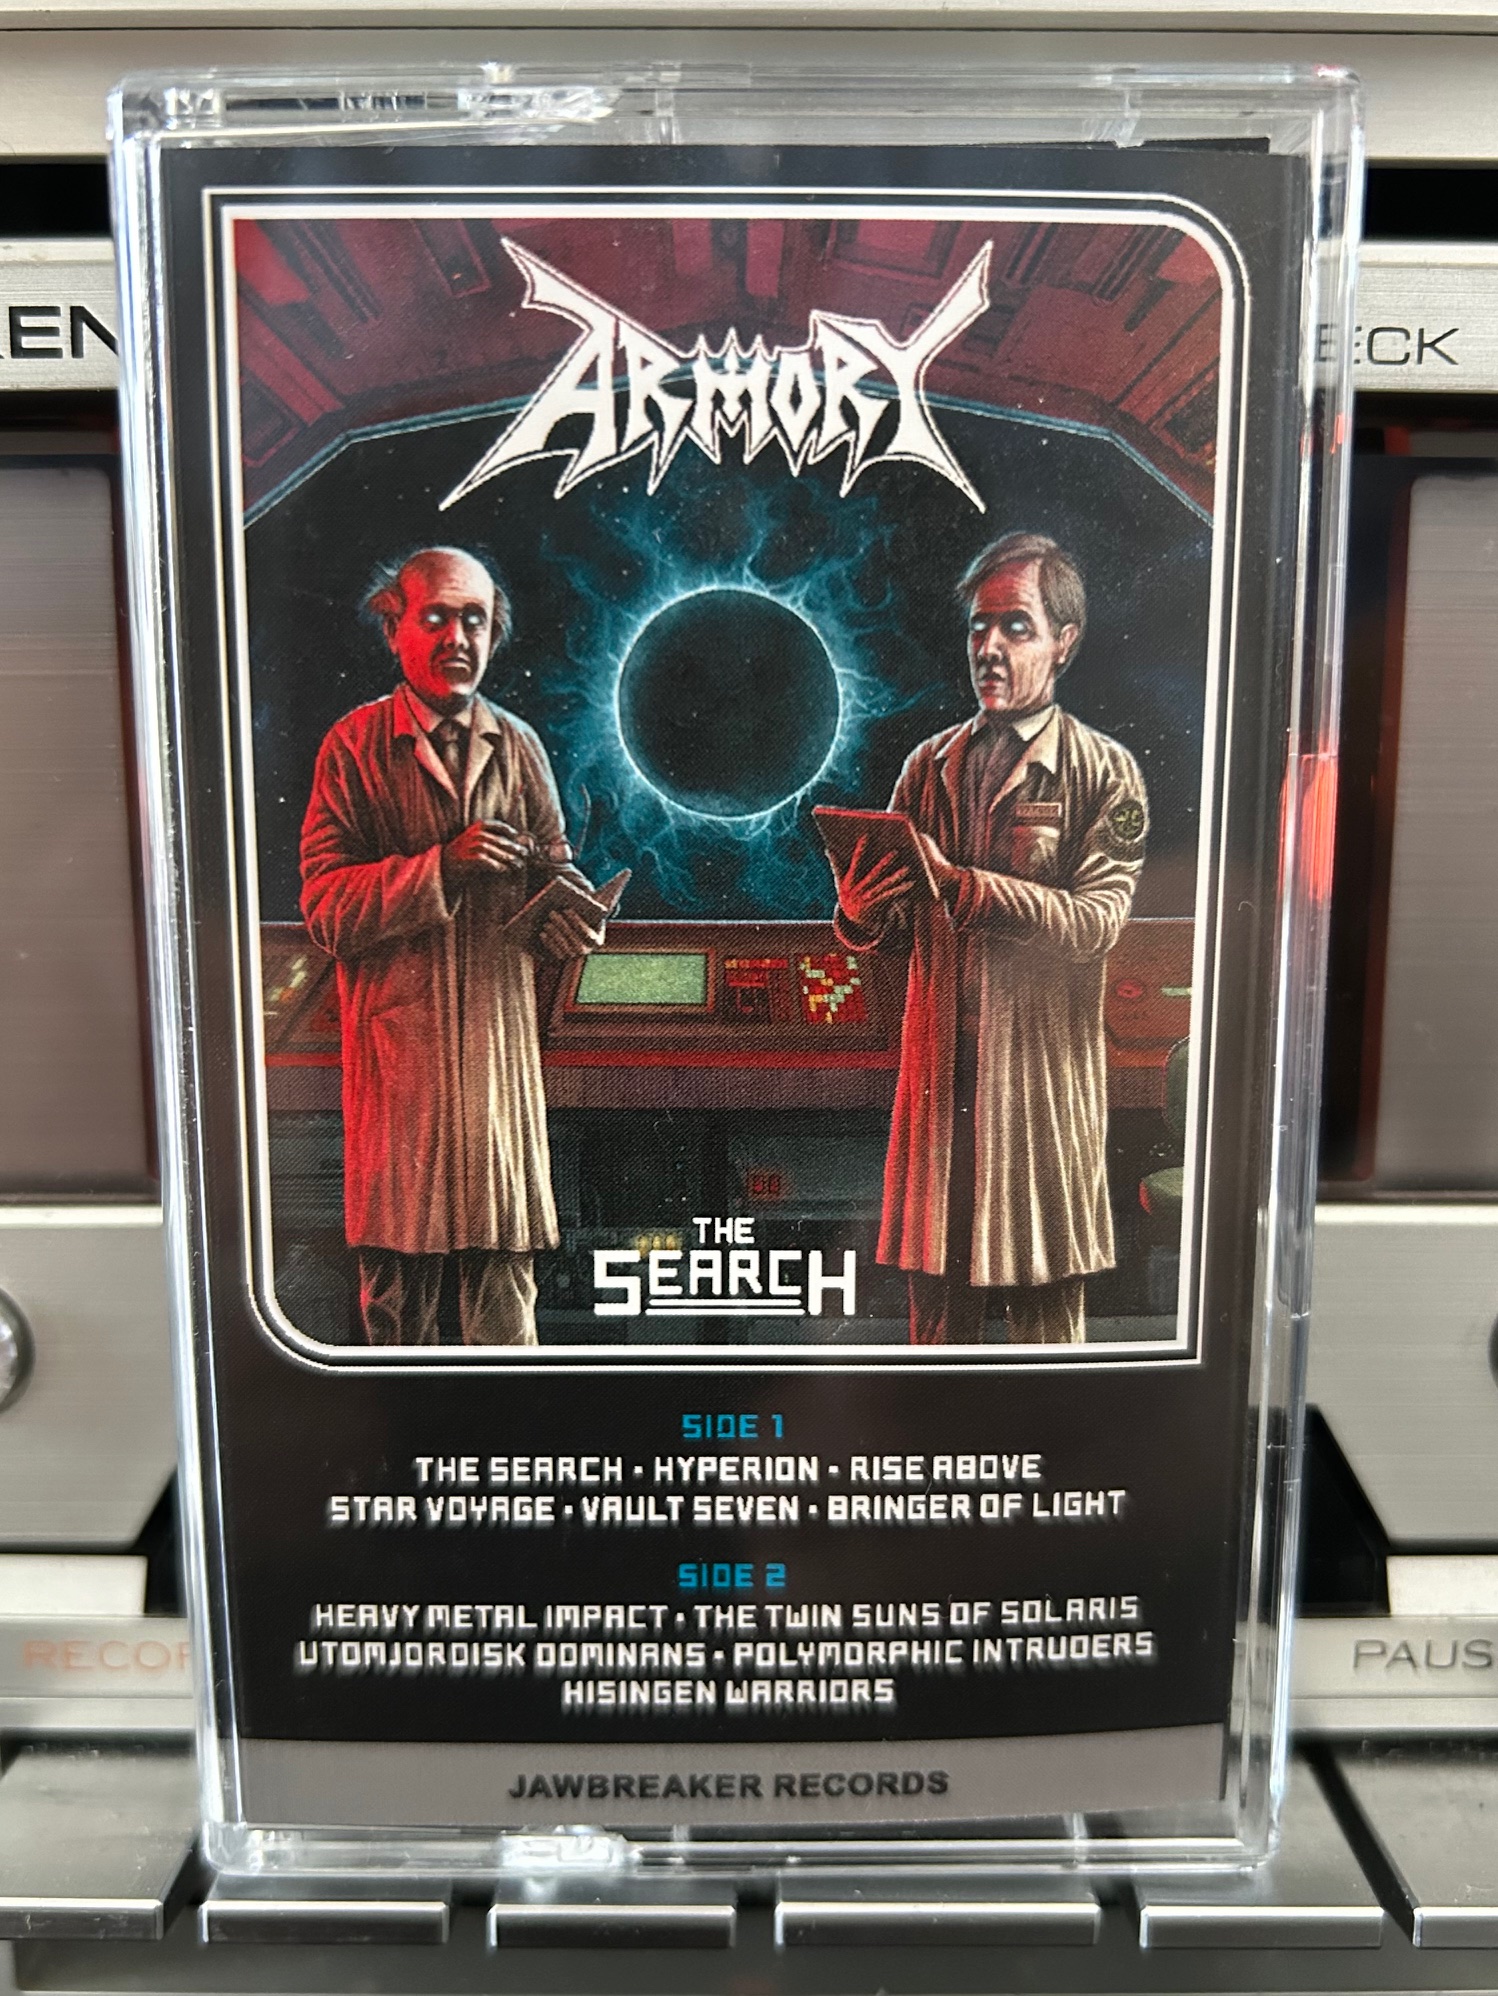 ARMORY
THE
SEARCH
SIDE 1
THE SEARCH • HYPERION • RISE ABOVE
STAR VOYAGE • VAULT SEVEN • BRINGER OF LIGHT
SIDE 2
HEAVY METAL IMPACT • THE TWIN SUNS OF SOLARIS
UTOMJORDISK DOMINANS • POLYMORPHIC INTRUDERS
HISINGEN WARRIORS
JAWBREAKER RECORDS